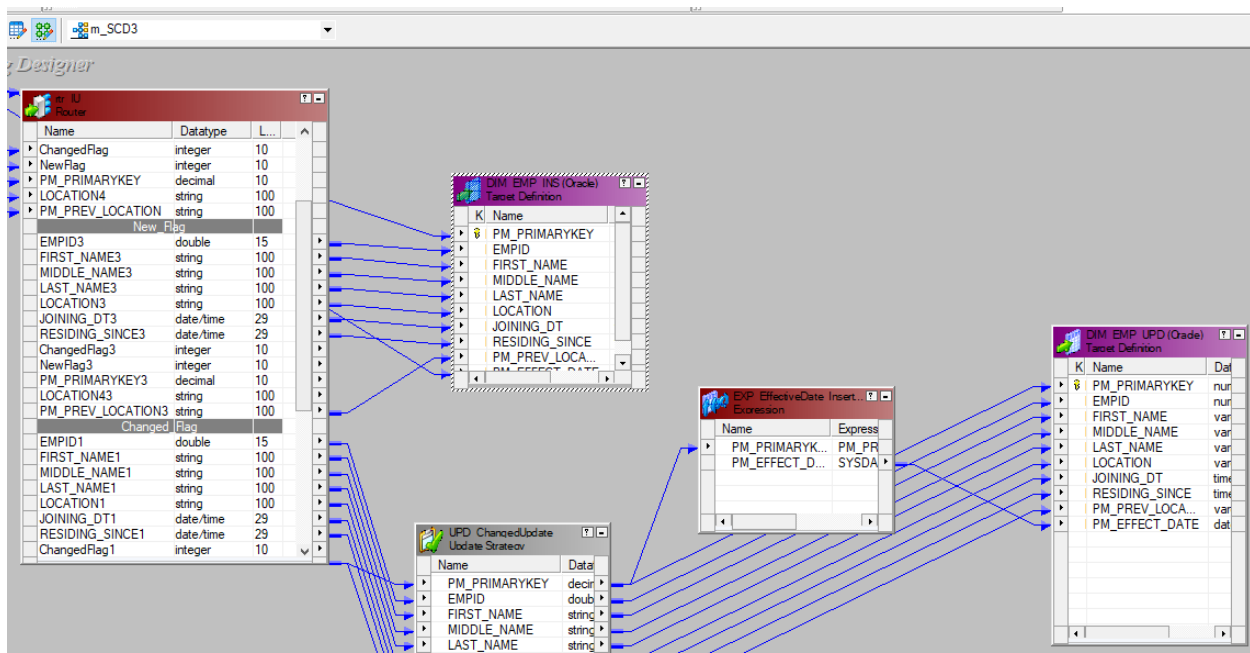 m_SCD3
Designer
rtr_IU
Router
Name Datatype L...
ChangedFlag integer 10
NewFlag integer 10
PM_PRIMARYKEY decimal 10
LOCATION4 string 100
PM_PREV_LOCATION string 100
New_Flag
EMPID3 double 15
FIRST_NAME3 string 100
MIDDLE_NAME3 string 100
LAST_NAME3 string 100
LOCATION3 string 100
JOINING_DT3 date/time 29
RESIDING_SINCE3 date/time 29
ChangedFlag3 integer 10
NewFlag3 integer 10
PM_PRIMARYKEY3 decimal 10
LOCATION43 string 100
PM_PREV_LOCATION3 string 100
Changed_Flag
EMPID1 double 15
FIRST_NAME1 string 100
MIDDLE_NAME1 string 100
LAST_NAME1 string 100
LOCATION1 string 100
JOINING_DT1 date/time 29
RESIDING_SINCE1 date/time 29
ChangedFlag1 integer 10
DIM_EMP_INS (Oracle)
Target Definition
K Name
PM_PRIMARYKEY
EMPID
FIRST_NAME
MIDDLE_NAME
LAST_NAME
LOCATION
JOINING_DT
RESIDING_SINCE
PM_PREV_LOCA...
PM_EFFECT_DATE
UPD_ChangedUpdate
Update Strategy
Name Datat
PM_PRIMARYKEY decim
EMPID doub
FIRST_NAME string
MIDDLE_NAME string
LAST_NAME string
EXP_EffectiveDate_Insert...
Expression
Name Express
PM_PRIMARYK... PM_PR
PM_EFFECT_D... SYSDA
DIM_EMP_UPD (Oracle)
Target Definition
K Name Dat
PM_PRIMARYKEY num
EMPID num
FIRST_NAME var
MIDDLE_NAME var
LAST_NAME var
LOCATION var
JOINING_DT time
RESIDING_SINCE time
PM_PREV_LOCA... var
PM_EFFECT_DATE dat